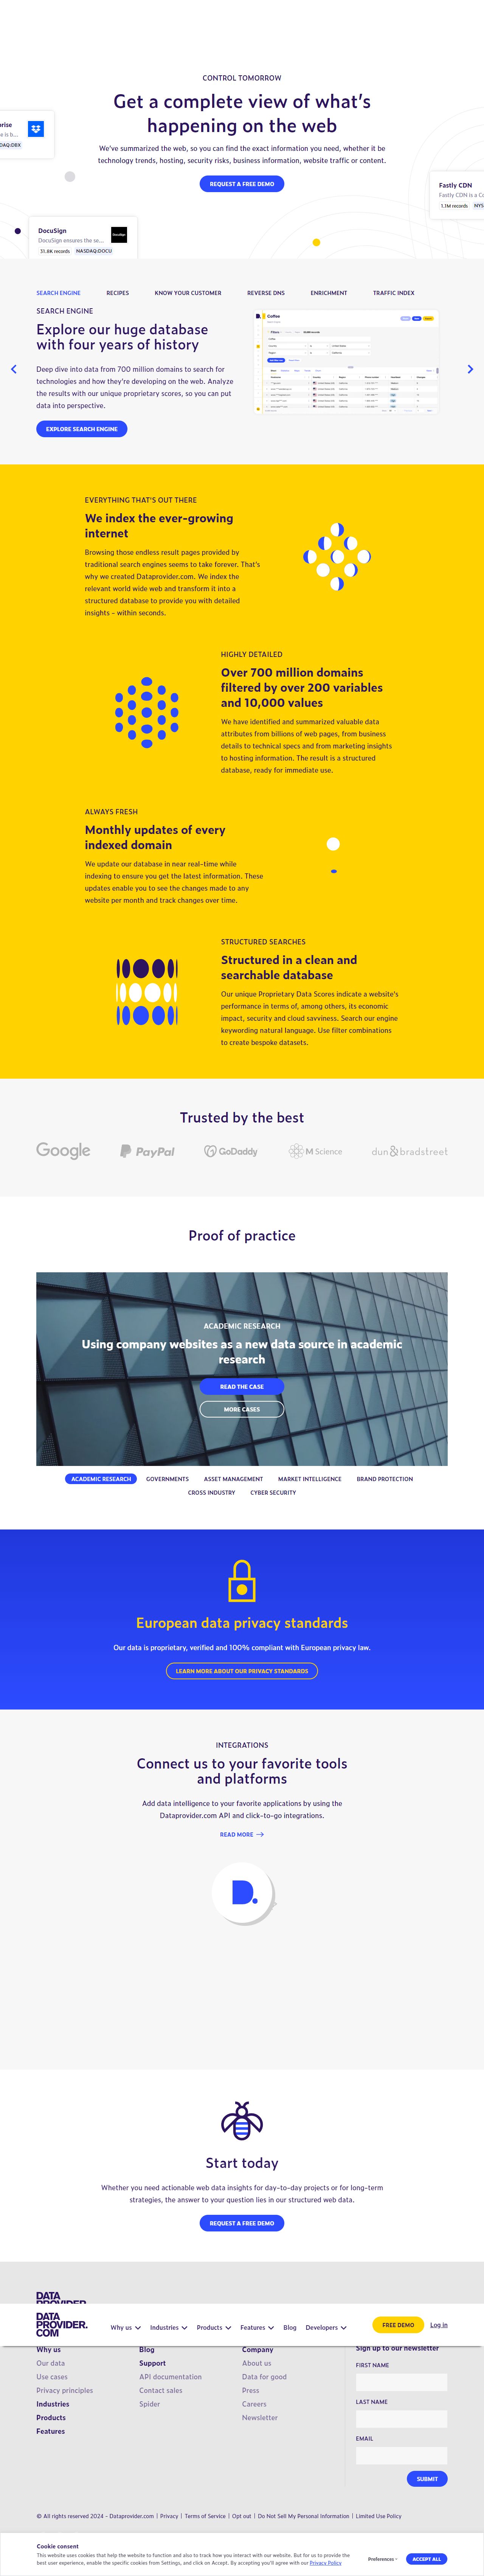 CONTROL TOMORROW
Get a complete view of what's
happening on the web
We've summarized the web, so you can find the exact information you need, whether it be
technology trends, hosting, security risks, business information, website traffic or content.
REQUEST A FREE DEMO
DAQ:DBX
Fastly CDN
Fastly CDN is a C
1.1M records NYS
DocuSign
DocuSign ensures the se...
31.8K records NASDAQ:DOCU
SEARCH ENGINE RECIPES KNOW YOUR CUSTOMER REVERSE DNS ENRICHMENT TRAFFIC INDEX
SEARCH ENGINE
Explore our huge database
with four years of history
Deep dive into data from 700 million domains to search for
technologies and how they're developing on the web. Analyze
the results with our unique proprietary scores, so you can put
data into perspective.
EXPLORE SEARCH ENGINE
Coffee
EVERYTHING THAT'S OUT THERE
We index the ever-growing
internet
Browsing those endless result pages provided by
traditional search engines seems to take forever. That's
why we created Dataprovider.com. We index the
relevant world wide web and transform it into a
structured database to provide you with detailed
insights - within seconds.
HIGHLY DETAILED
Over 700 million domains
filtered by over 200 variables
and 10,000 values
We have identified and summarized valuable data
attributes from billions of web pages, from business
details to technical specs and from marketing insights
to hosting information. The result is a structured
database, ready for immediate use.
ALWAYS FRESH
Monthly updates of every
indexed domain
We update our database in near real-time while
indexing to ensure you get the latest information. These
updates enable you to see the changes made to any
website per month and track changes over time.
STRUCTURED SEARCHES
Structured in a clean and
searchable database
Our unique Proprietary Data Scores indicate a website's
performance in terms of, among others, its economic
impact, security and cloud savviness. Search our engine
keywording natural language. Use filter combinations
to create bespoke datasets.
Trusted by the best
Google PayPal GoDaddy M Science dun & bradstreet
Proof of practice
ACADEMIC RESEARCH
Using company websites as a new data source in academic
research
READ THE CASE
MORE CASES
ACADEMIC RESEARCH GOVERNMENTS ASSET MANAGEMENT MARKET INTELLIGENCE BRAND PROTECTION
CROSS INDUSTRY CYBER SECURITY
European data privacy standards
Our data is proprietary, verified and 100% compliant with European privacy law.
LEARN MORE ABOUT OUR PRIVACY STANDARDS
INTEGRATIONS
Connect us to your favorite tools
and platforms
Add data intelligence to your favorite applications by using the
Dataprovider.com API and click-to-go integrations.
READ MORE
D.
Start today
Whether you need actionable web data insights for day-to-day projects or for long-term
strategies, the answer to your question lies in our structured web data.
REQUEST A FREE DEMO
DATA
PROVIDER
DATA
PROVIDER.
COM
Why us Industries Products Features Blog Developers FREE DEMO Log in
Why us Blog Company Sign up to our newsletter
Our data Support About us
Use cases API documentation Data for good
Privacy principles Contact sales Press
Industries Spider Careers
Products Newsletter
Features
FIRST NAME
LAST NAME
EMAIL
SUBMIT
© All rights reserved 2024 - Dataprovider.com | Privacy | Terms of Service | Opt out | Do Not Sell My Personal Information | Limited Use Policy
Cookie consent
This website uses cookies that help the website to function and also to track how you interact with our website. But for us to provide the
best user experience, enable the specific cookies from Settings, and click on Accept. By accepting you'll agree with our Privacy Policy
Preferences ACCEPT ALL